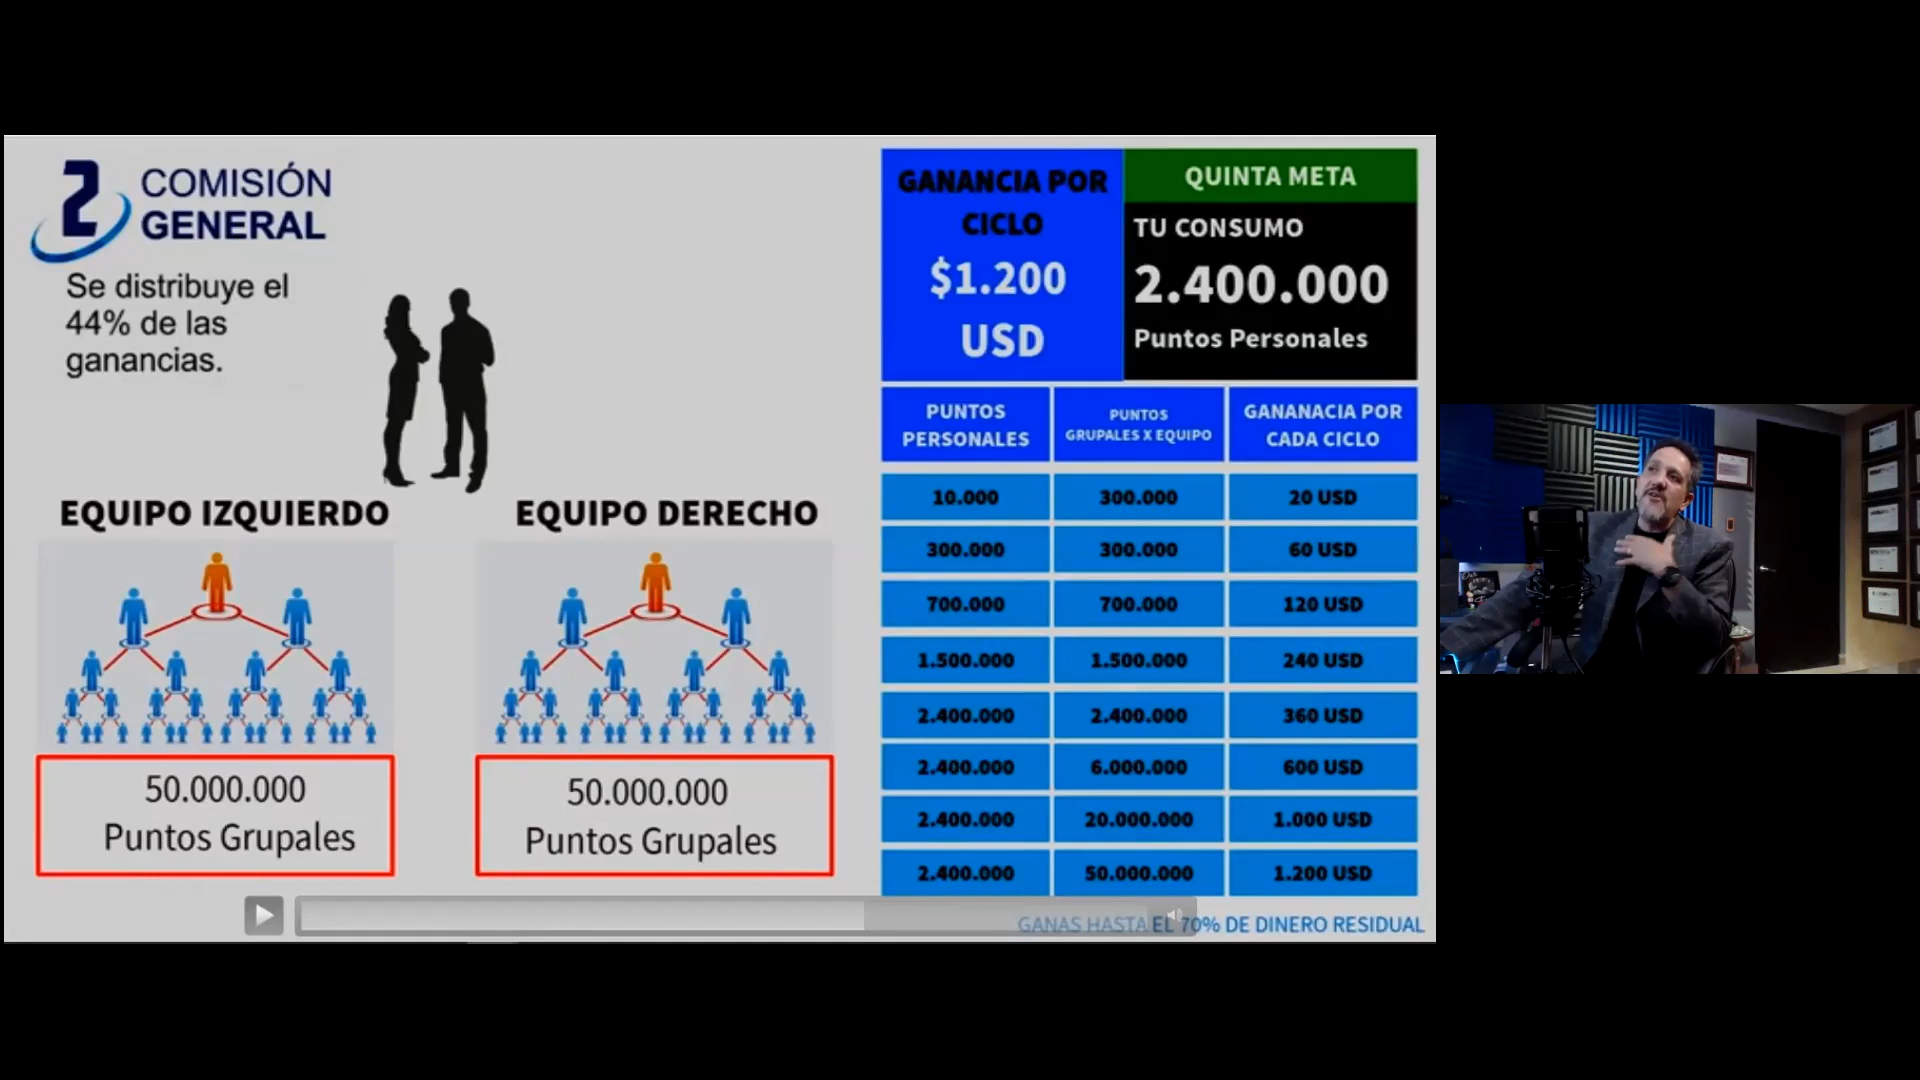 2 COMISIÓN
GENERAL
Se distribuye el
44% de las
ganancias.
EQUIPO IZQUIERDO
EQUIPO DERECHO
50.000.000
Puntos Grupales
50.000.000
Puntos Grupales
GANANCIA POR
CICLO
$1.200
USD
QUINTA META
TU CONSUMO
2.400.000
Puntos Personales
PUNTOS
PERSONALES
PUNTOS
GRUPALES X EQUIPO
GANANACIA POR
CADA CICLO
10.000 300.000 20 USD
300.000 300.000 60 USD
700.000 700.000 120 USD
1.500.000 1.500.000 240 USD
2.400.000 2.400.000 360 USD
2.400.000 6.000.000 600 USD
2.400.000 20.000.000 1.000 USD
2.400.000 50.000.000 1.200 USD
GANAS HASTA EL 70% DE DINERO RESIDUAL